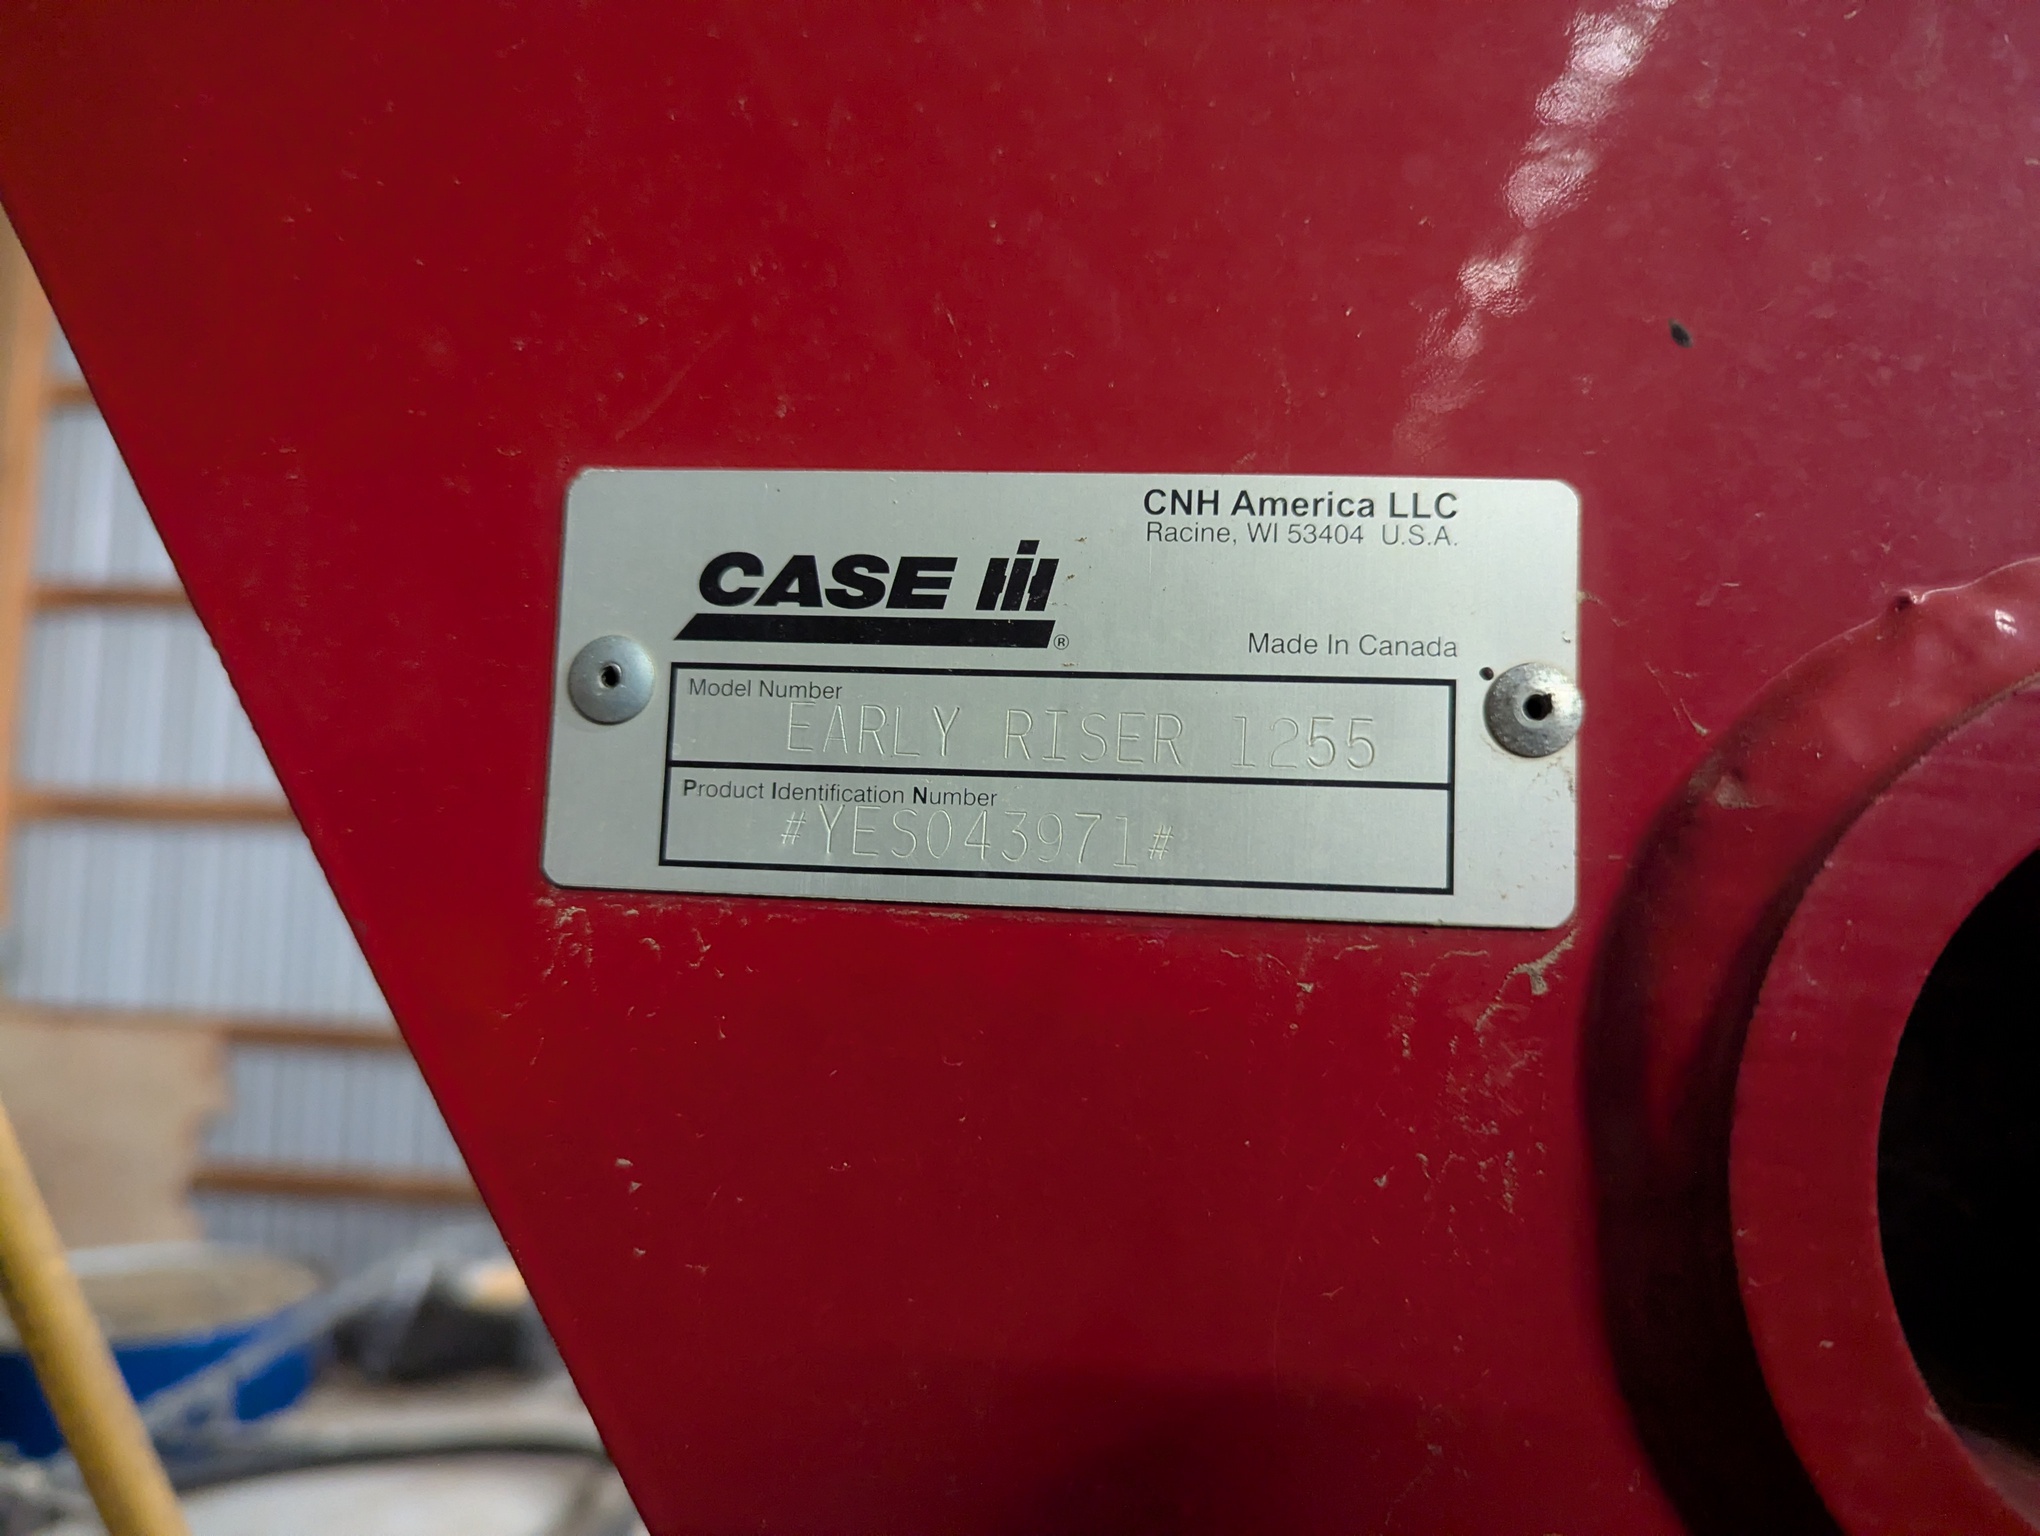 CNH America LLC
Racine, WI 53404 U.S.A.
CASE IH
®
Made In Canada
Model Number
EARLY RISER 1255
Product Identification Number
#YES043971#